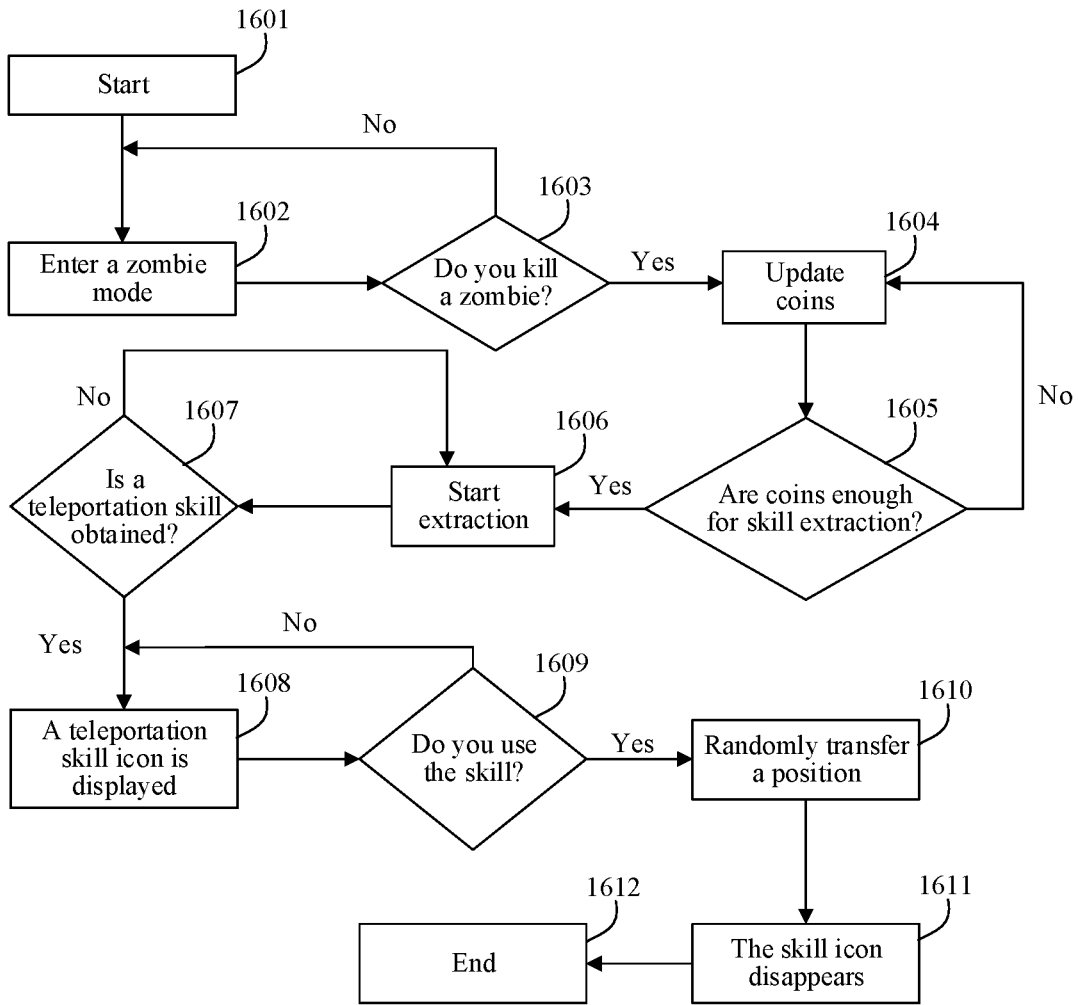 1601
Start
No
1602
Enter a zombie
mode
1603
Do you kill
a zombie?
Yes
1604
Update
coins
No
1605
Are coins enough
for skill extraction?
Yes
1606
Start
extraction
No
1607
Is a
teleportation skill
obtained?
Yes
No
1608
A teleportation
skill icon is
displayed
1609
Do you use
the skill?
Yes
1610
Randomly transfer
a position
1611
The skill icon
disappears
1612
End